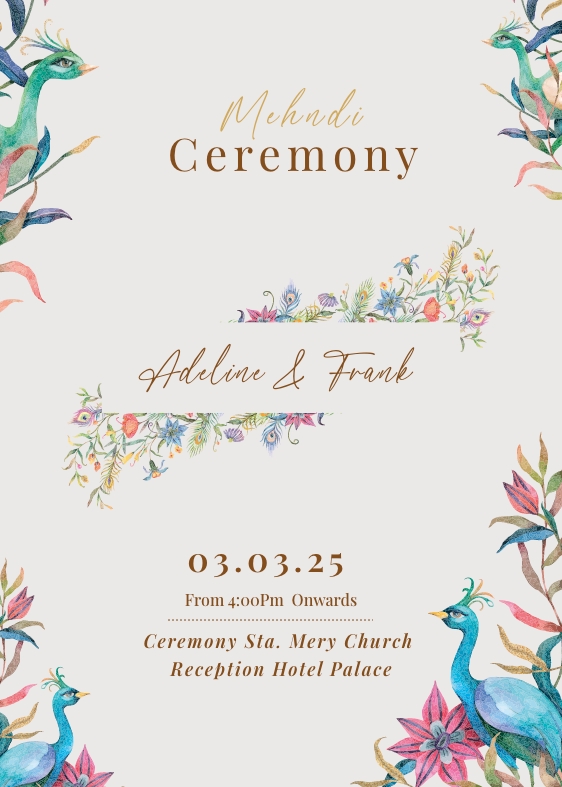 Mehndi
Ceremony
Adeline & Frank
03.03.25
From 4:00Pm Onwards
Ceremony Sta. Mery Church
Reception Hotel Palace